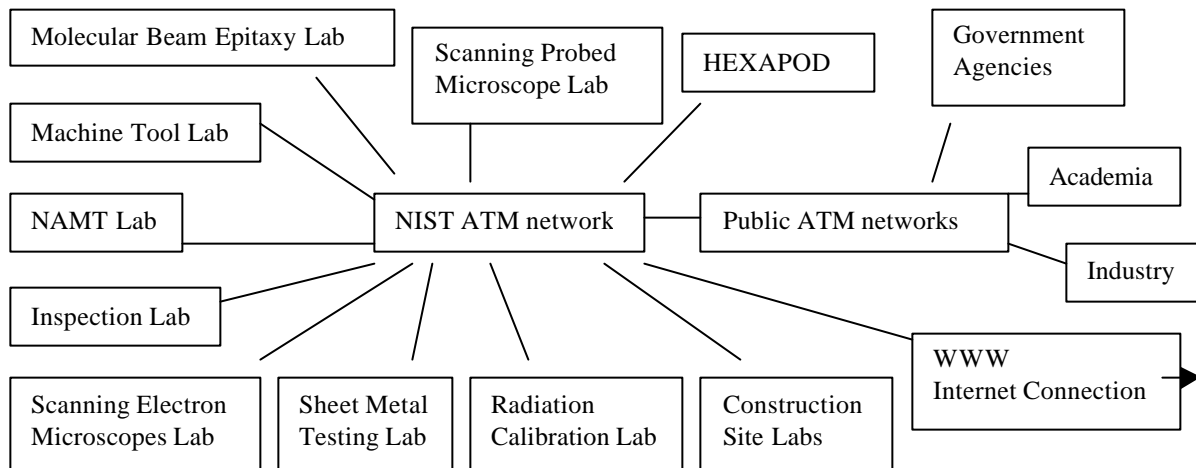 Molecular Beam Epitaxy Lab
Scanning Probed
Microscope Lab
HEXAPOD
Government
Agencies
Machine Tool Lab
Academia
NAMT Lab
NIST ATM network
Public ATM networks
Industry
Inspection Lab
WWW
Internet Connection
Scanning Electron
Microscopes Lab
Sheet Metal
Testing Lab
Radiation
Calibration Lab
Construction
Site Labs